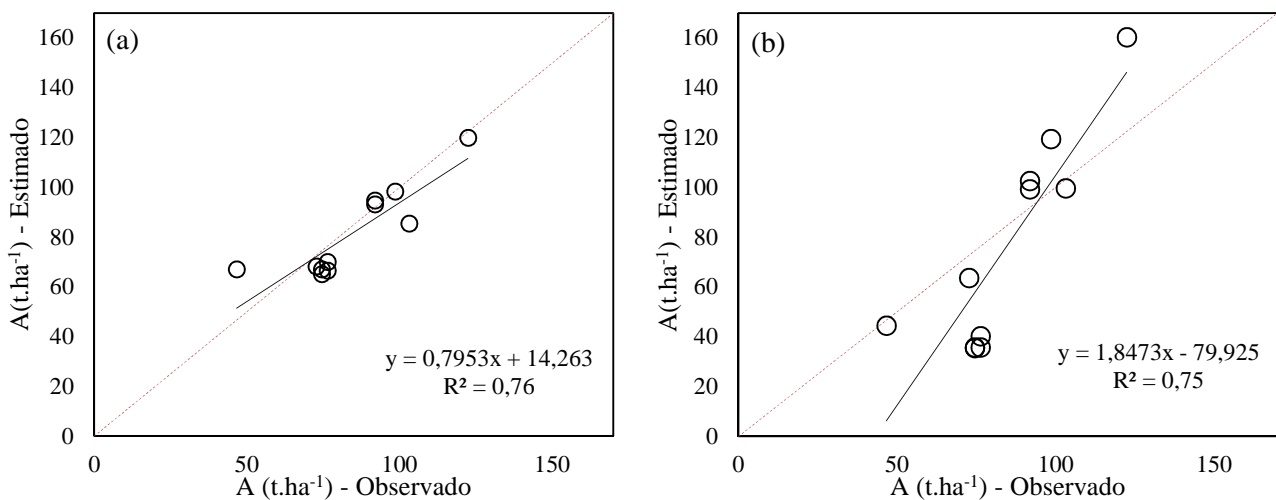 (a)
A(t.ha⁻¹) - Estimado
160
140
120
100
80
60
40
20
0
y = 0,7953x + 14,263
R² = 0,76
0 50 100 150
A (t.ha⁻¹) - Observado
(b)
A(t.ha⁻¹) - Estimado
160
140
120
100
80
60
40
20
0
y = 1,8473x - 79,925
R² = 0,75
0 50 100 150
A (t.ha⁻¹) - Observado